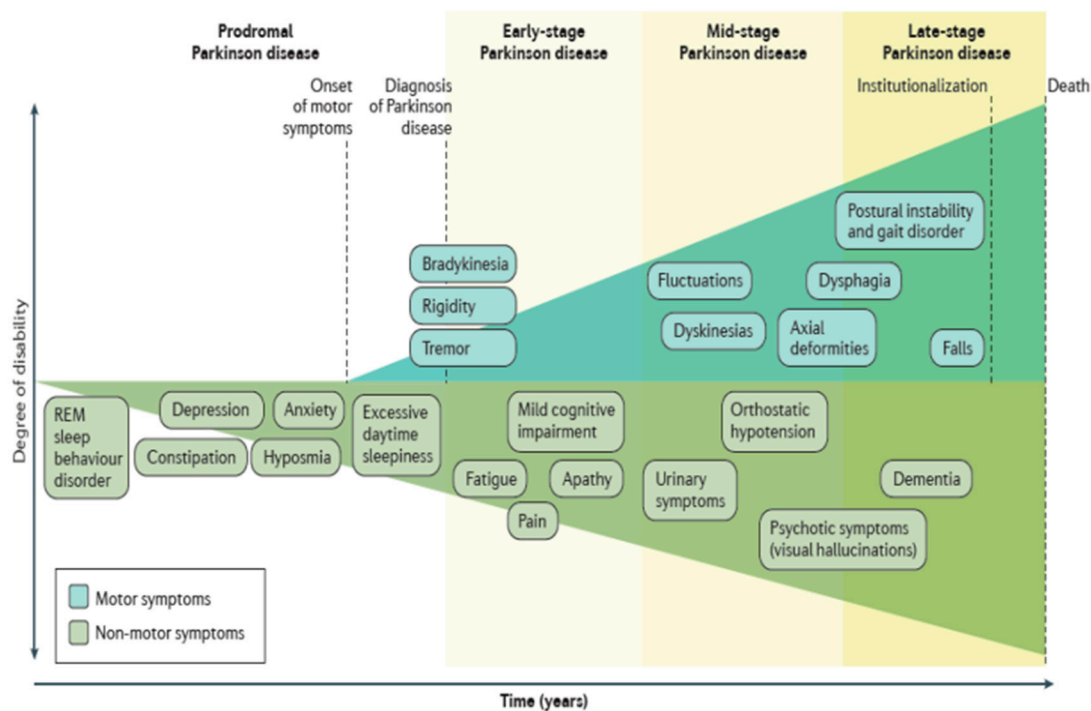 Prodromal
Parkinson disease
Early-stage
Parkinson disease
Mid-stage
Parkinson disease
Late-stage
Parkinson disease
Onset
of motor
symptoms
Diagnosis
of Parkinson
disease
Institutionalization
Death
Degree of disability
Postural instability
and gait disorder
Bradykinesia
Rigidity
Tremor
Fluctuations
Dysphagia
Dyskinesias
Axial
deformities
Falls
REM
sleep
behaviour
disorder
Depression
Anxiety
Constipation
Hyposmia
Excessive
daytime
sleepiness
Mild cognitive
impairment
Fatigue
Apathy
Pain
Orthostatic
hypotension
Urinary
symptoms
Dementia
Psychotic symptoms
(visual hallucinations)
Motor symptoms
Non-motor symptoms
Time (years)